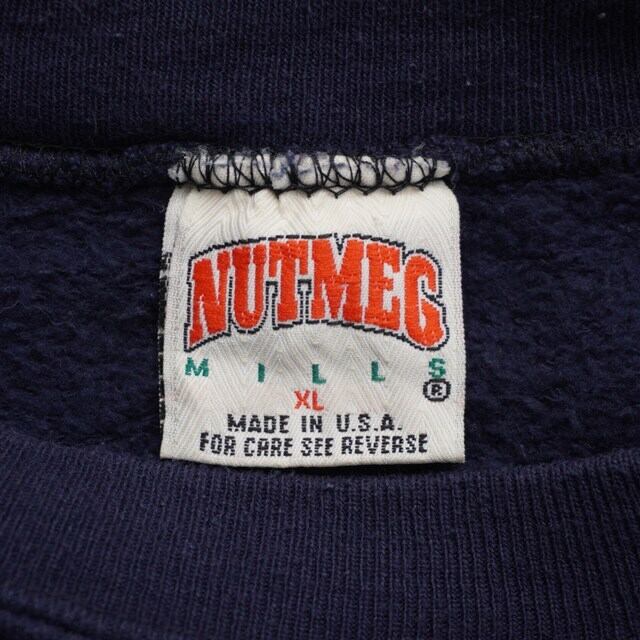 NUTMEG
MILLS®
XL
MADE IN U.S.A.
FOR CARE SEE REVERSE